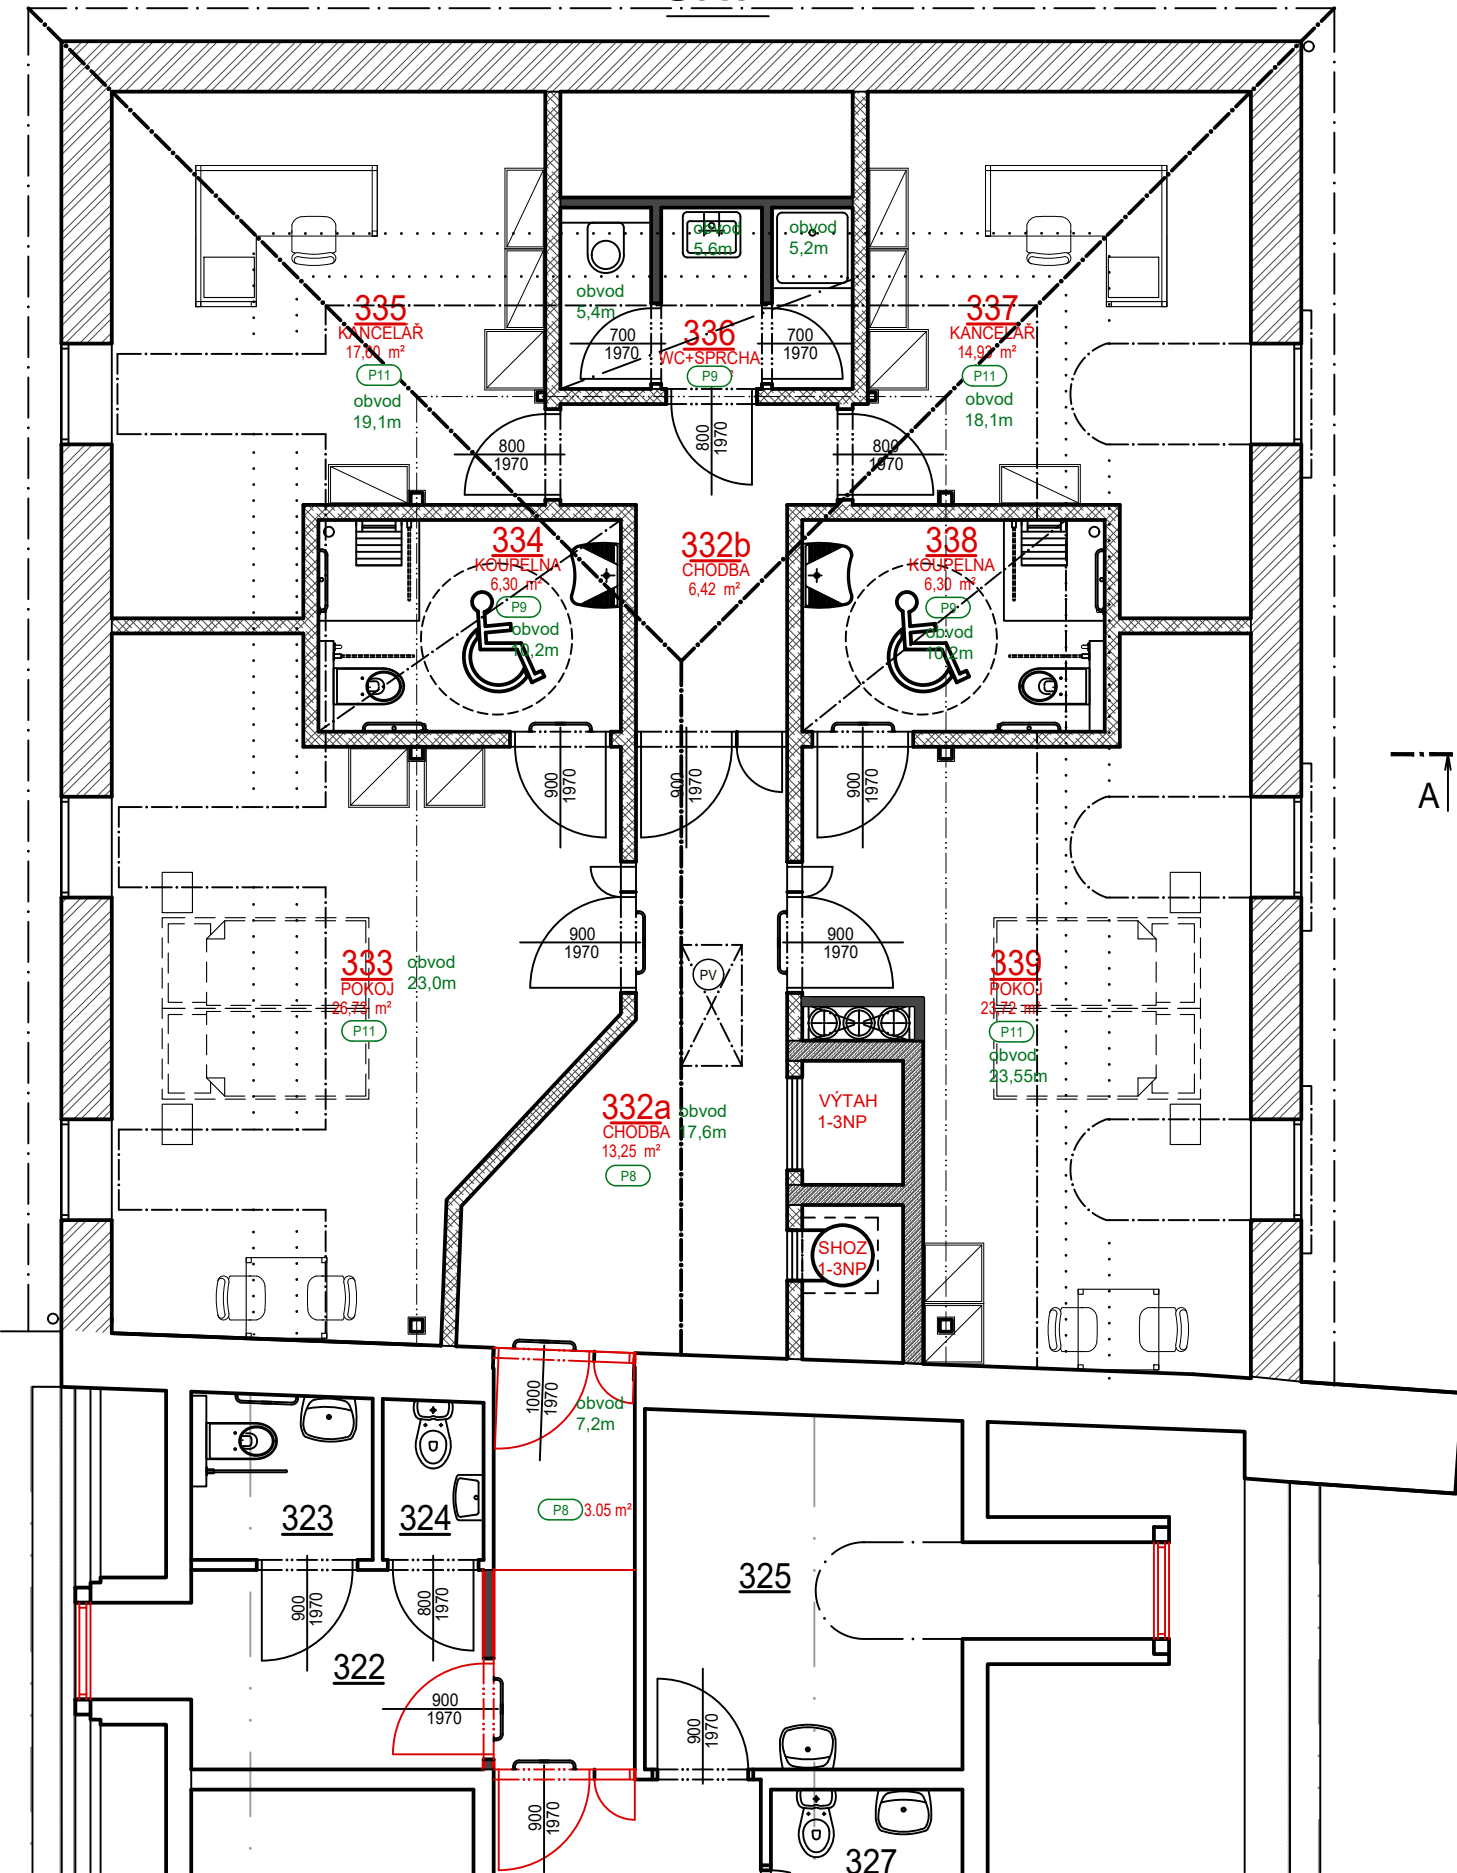 obvod
5,6m
obvod
5,2m
obvod
5,4m
335
KANCELÁŘ
17,60 m²
P11
obvod
19,1m
700
1970
336
WC+SPRCHA
P9
700
1970
337
KANCELÁŘ
14,93 m²
P11
obvod
18,1m
800
1970
800
1970
800
1970
334
KOUPELNA
6,30 m²
P9
obvod
10,2m
332b
CHODBA
6,42 m²
338
KOUPELNA
6,30 m²
P9
obvod
10,2m
900
1970
900
1970
900
1970
A
900
1970
900
1970
333
POKOJ
26,73 m²
P11
obvod
23,0m
PV
339
POKOJ
23,72 m²
P11
obvod
23,55m
332a
CHODBA
13,25 m²
P8
obvod
17,6m
VÝTAH
1-3NP
SHOZ
1-3NP
1000
1970
obvod
7,2m
P8 3.05 m²
323
324
325
900
1970
800
1970
322
900
1970
900
1970
900
1970
327